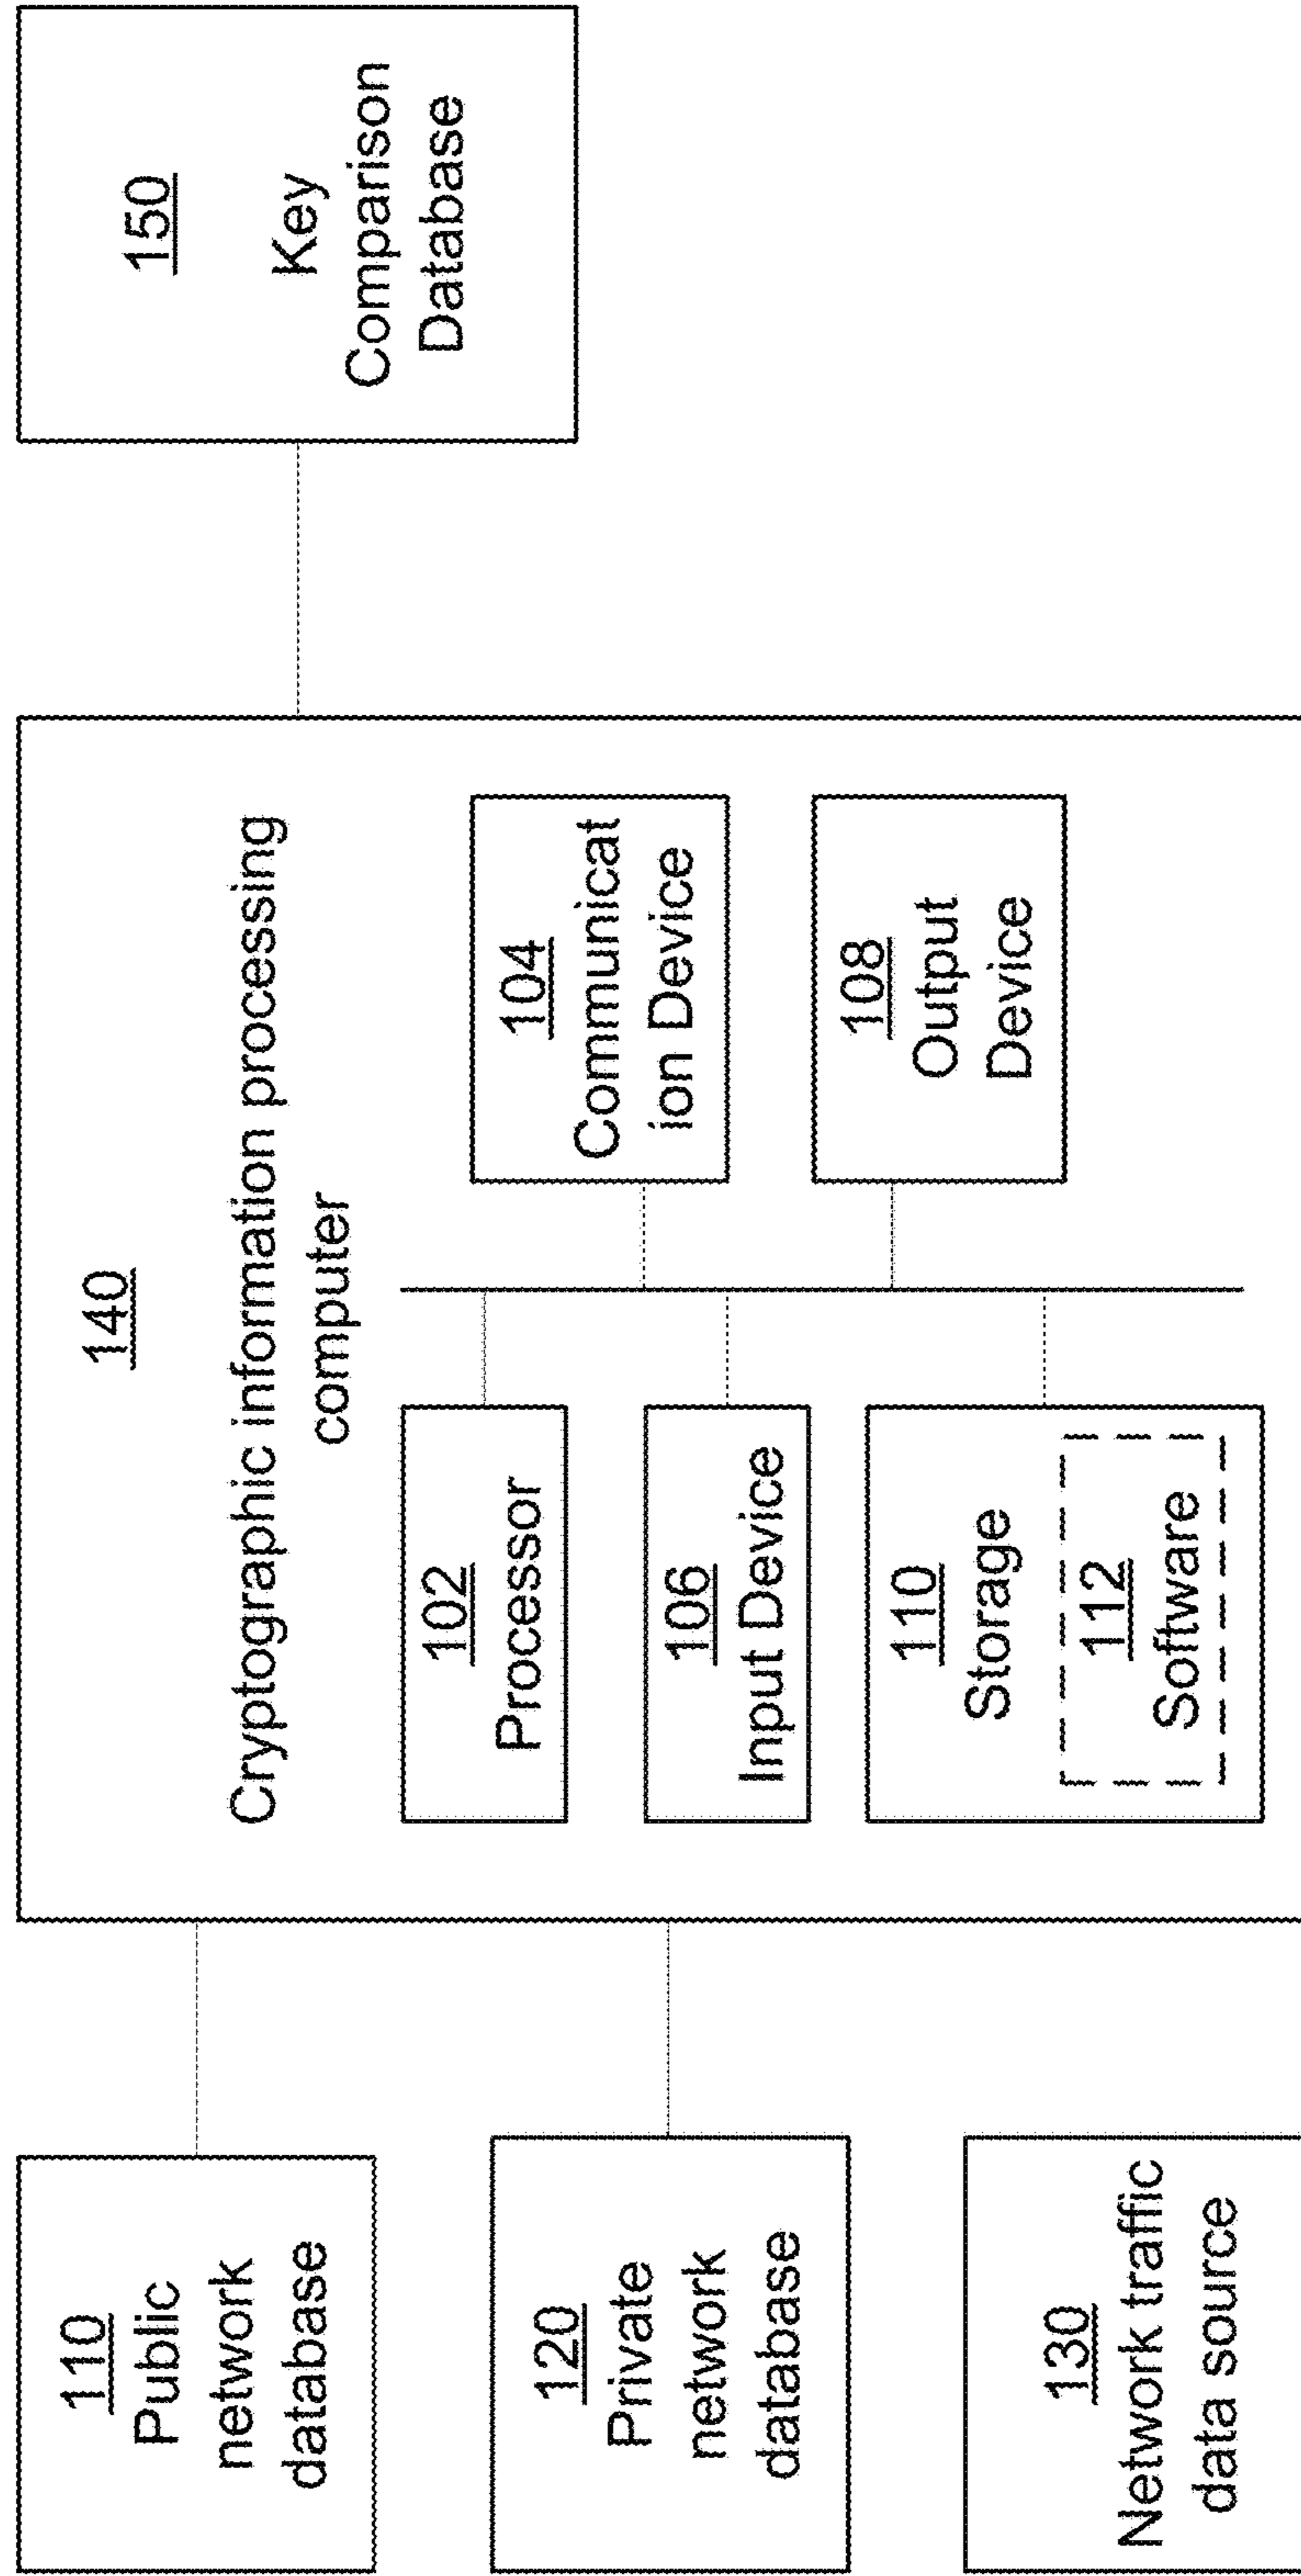 110
Public
network
database
120
Private
network
database
130
Network traffic
data source
140
Cryptographic information processing
computer
102
Processor
106
Input Device
110
Storage
112
Software
104
Communicat
ion Device
108
Output
Device
150
Key
Comparison
Database